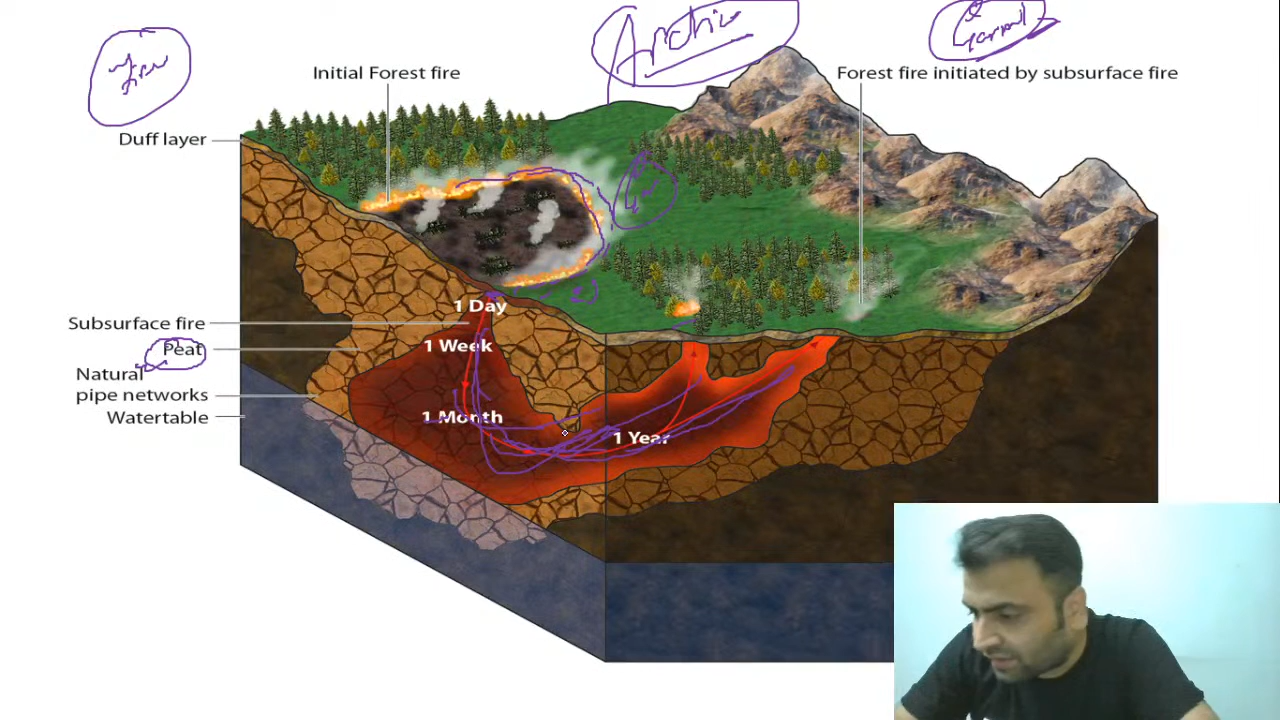 Fire
Arctic
Initial Forest fire
Forest fire initiated by subsurface fire
Duff layer
1 Day
Subsurface fire
1 Week
Peat
Natural
pipe networks
1 Month
Watertable
1 Year